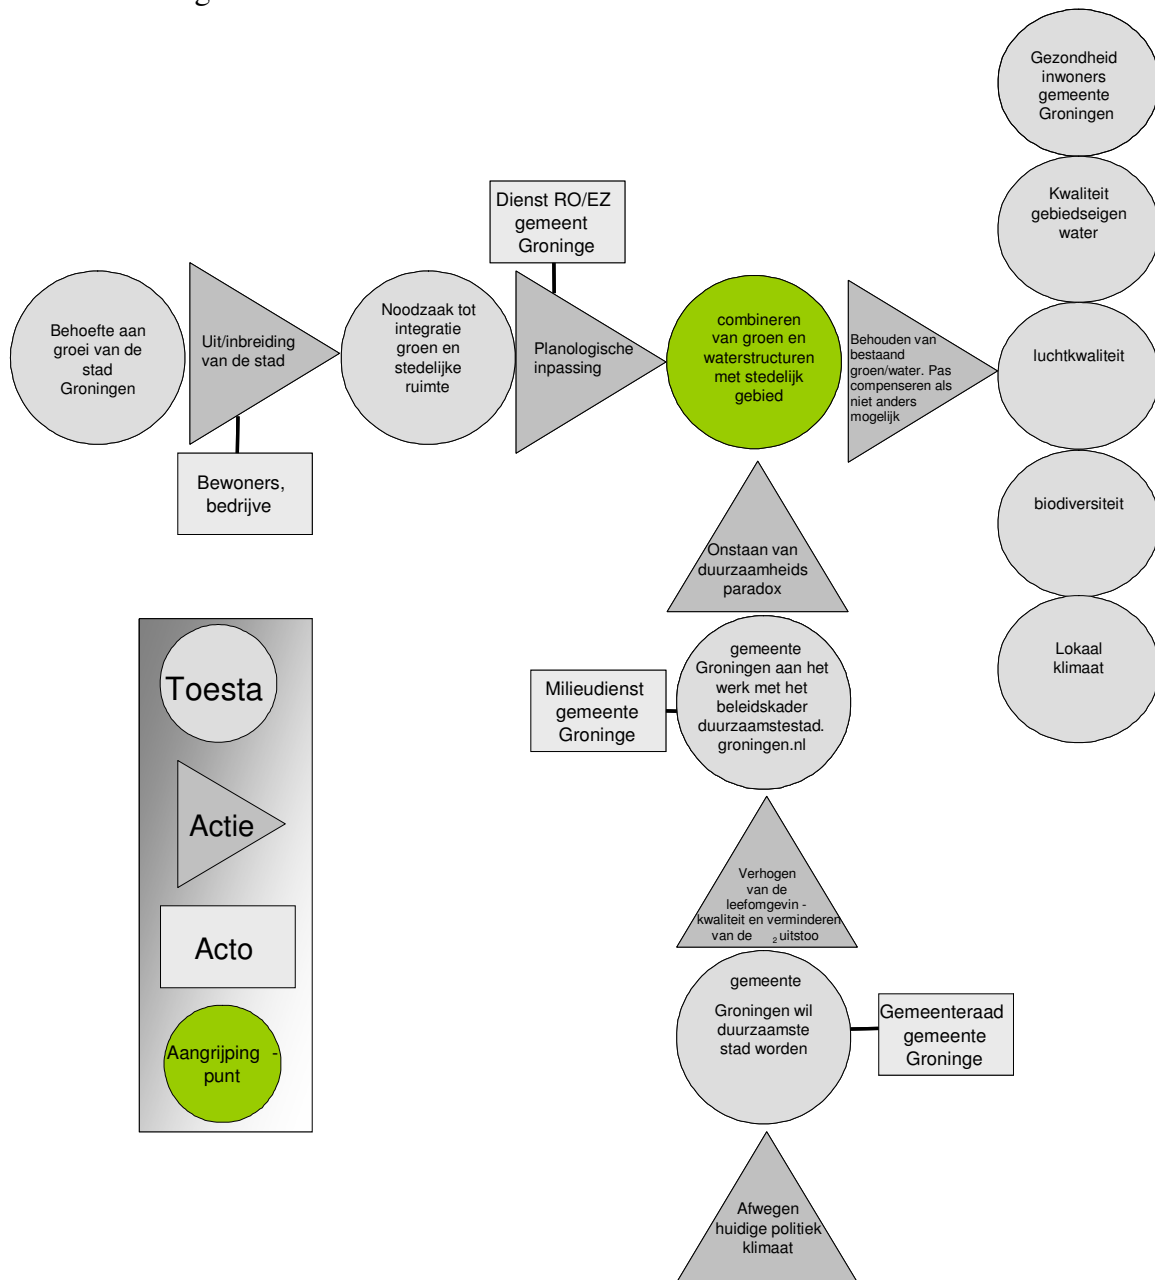 Gezondheid
inwoners
gemeente
Groningen
Kwaliteit
gebiedseigen
water
luchtkwaliteit
biodiversiteit
Lokaal
klimaat
Dienst RO/EZ
gemeent
Groninge
Behoefte aan
groei van de
stad
Groningen
Uit/inbreiding
van de stad
Bewoners,
bedrijve
Noodzaak tot
integratie
groen en
stedelijke
ruimte
Planologische
inpassing
combineren
van groen en
waterstructuren
met stedelijk
gebied
Behouden van
bestaand
groen/water. Pas
compenseren als
niet anders
mogelijk
Onstaan van
duurzaamheids
paradox
gemeente
Groningen aan het
werk met het
beleidskader
duurzaamstestad.
groningen.nl
Milieudienst
gemeente
Groninge
Verhogen
van de
leefomgevin -
kwaliteit en verminderen
van de 2 uitstoo
gemeente
Groningen wil
duurzaamste
stad worden
Gemeenteraad
gemeente
Groninge
Afwegen
huidige politiek
klimaat
Toesta
Actie
Acto
Aangrijping -
punt